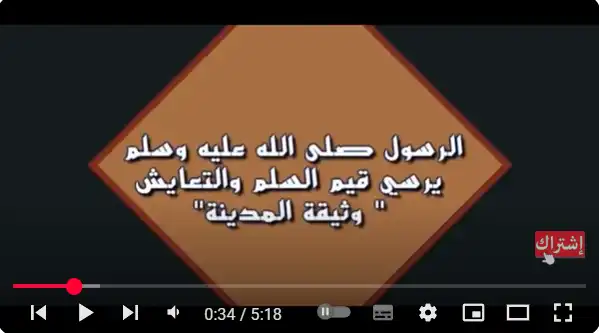 الرسول صلى الله عليه وسلم
يرسي قيم السلم والتعايش
" وثيقة المدينة"
إشتراك
0:34 / 5:18